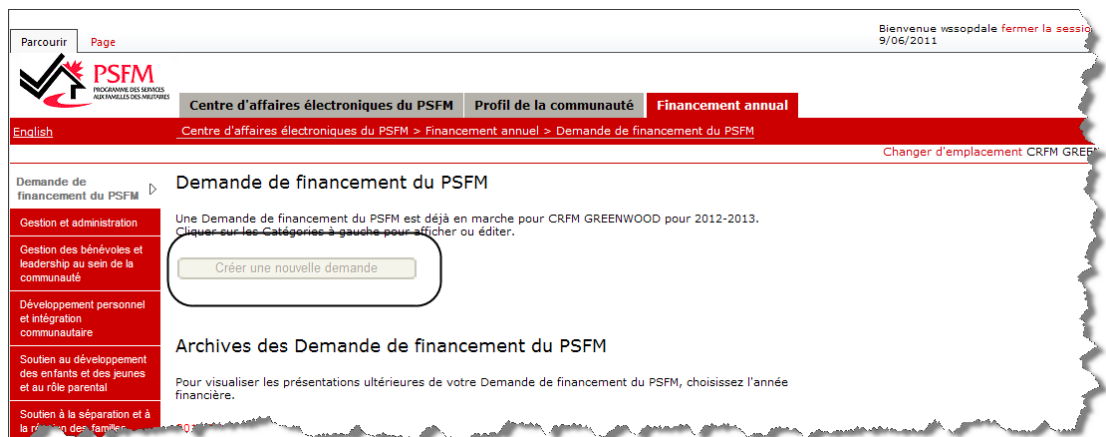 Bienvenue wssopdale fermer la sessio
9/06/2011
Parcourir Page
PSFM
PROGRAMME DES SERVICES
AUX FAMILLES DES MILITAIRES
Centre d'affaires électroniques du PSFM Profil de la communauté Financement annual
English Centre d'affaires électroniques du PSFM > Financement annuel > Demande de financement du PSFM
Changer d'emplacement CRFM GREEN
Demande de
financement du PSFM
Gestion et administration
Gestion des bénévoles et
leadership au sein de la
communauté
Développement personnel
et intégration
communautaire
Soutien au développement
des enfants et des jeunes
et au rôle parental
Soutien à la séparation et à
la réunion des familles
Demande de financement du PSFM
Une Demande de financement du PSFM est déjà en marche pour CRFM GREENWOOD pour 2012-2013.
Cliquer sur les Catégories à gauche pour afficher ou éditer.
Créer une nouvelle demande
Archives des Demande de financement du PSFM
Pour visualiser les présentations ultérieures de votre Demande de financement du PSFM, choisissez l'année
financière.